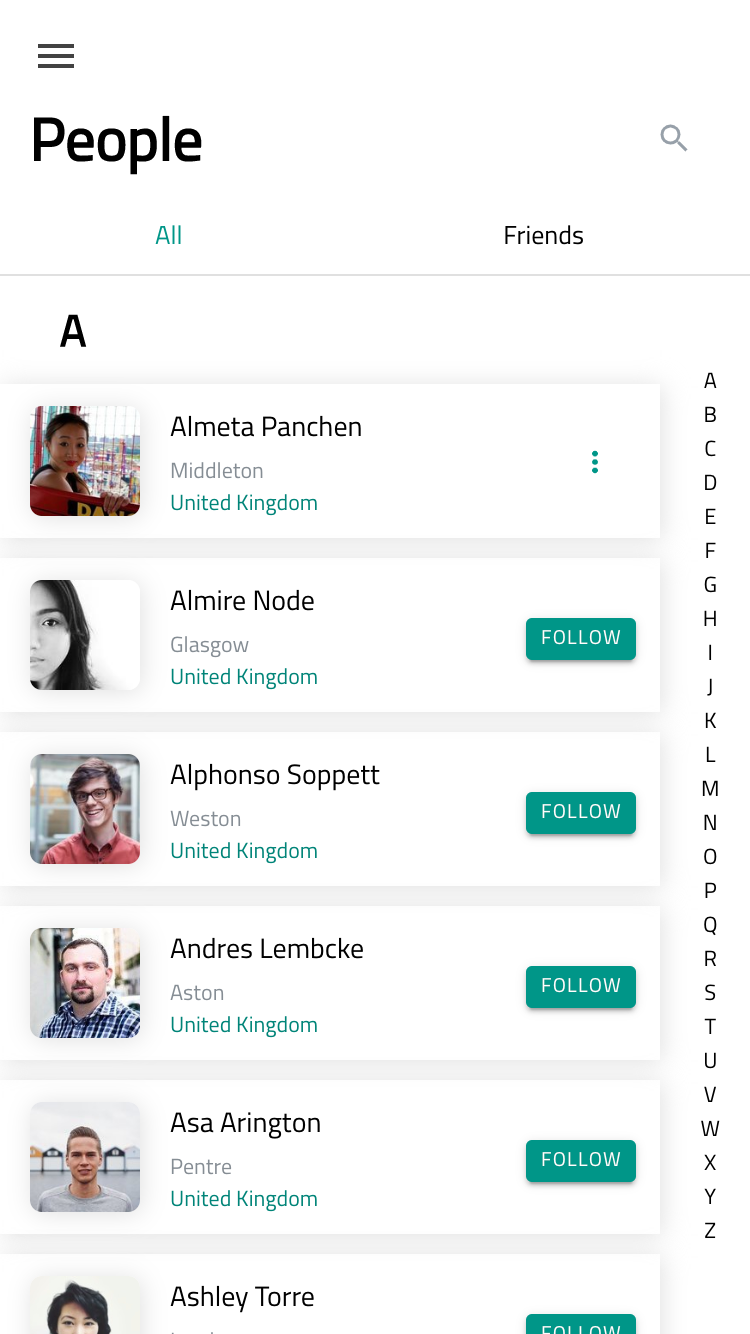 People
All
Friends
A
Almeta Panchen
Middleton
United Kingdom
Almire Node
Glasgow
United Kingdom
FOLLOW
Alphonso Soppett
Weston
United Kingdom
FOLLOW
Andres Lembcke
Aston
United Kingdom
FOLLOW
Asa Arington
Pentre
United Kingdom
FOLLOW
Ashley Torre
FOLLOW
A
B
C
D
E
F
G
H
I
J
K
L
M
N
O
P
Q
R
S
T
U
V
W
X
Y
Z